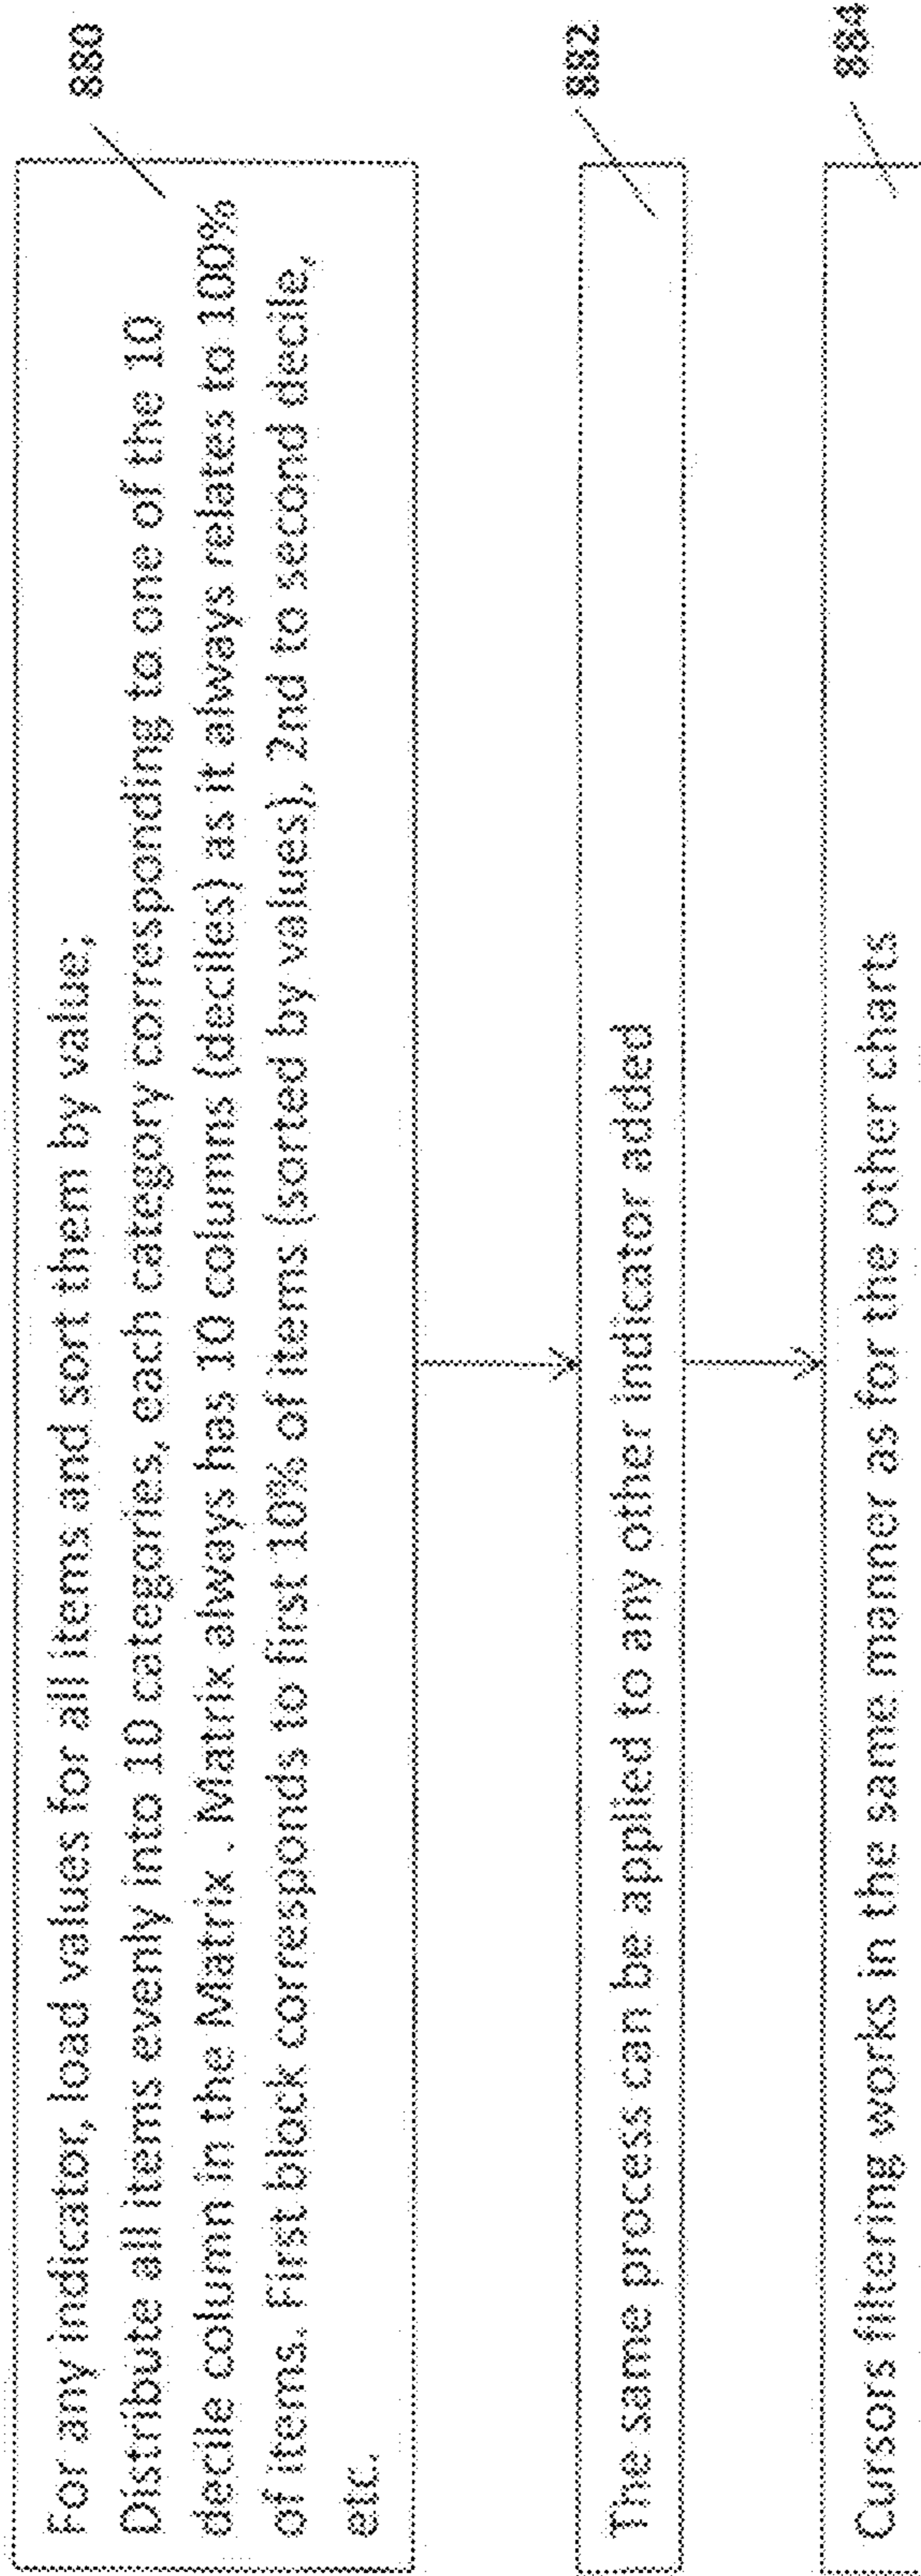 For any indicator, load values for all items and sort them by value;
Distribute all items evenly into 10 categories, each category corresponding to one of the 10
decile column in the Matrix . Matrix always has 10 columns (deciles) as it always relates to 100%
of items. First block corresponds to first 10% of items (sorted by values), 2nd to second decile,
etc.
880
The same process can be applied to any other indicator added
882
Cursors filtering works in the same manner as for the other charts
884